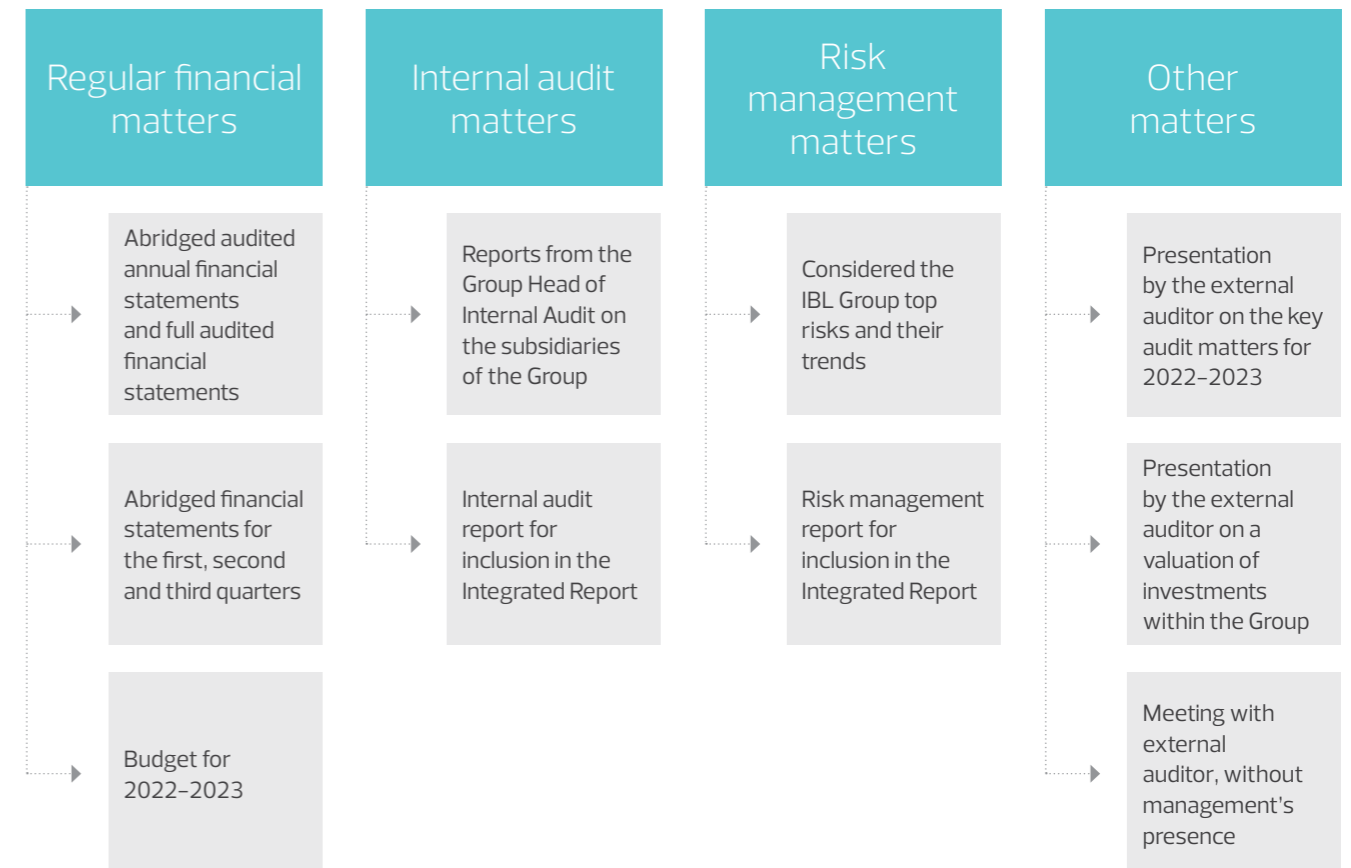 Regular financial
matters
Abridged audited
annual financial
statements
and full audited
financial
statements
Abridged financial
statements for
the first, second
and third quarters
Budget for
2022–2023
Internal audit
matters
Reports from the
Group Head of
Internal Audit on
the subsidiaries
of the Group
Internal audit
report for
inclusion in the
Integrated Report
Risk
management
matters
Considered the
IBL Group top
risks and their
trends
Risk management
report for
inclusion in the
Integrated Report
Other
matters
Presentation
by the external
auditor on the key
audit matters for
2022–2023
Presentation
by the external
auditor on a
valuation of
investments
within the Group
Meeting with
external
auditor, without
management’s
presence